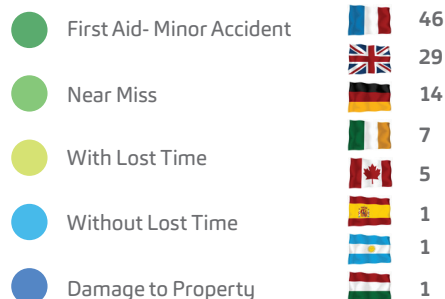 First Aid- Minor Accident
Near Miss
With Lost Time
Without Lost Time
Damage to Property
46
29
14
7
5
1
1
1